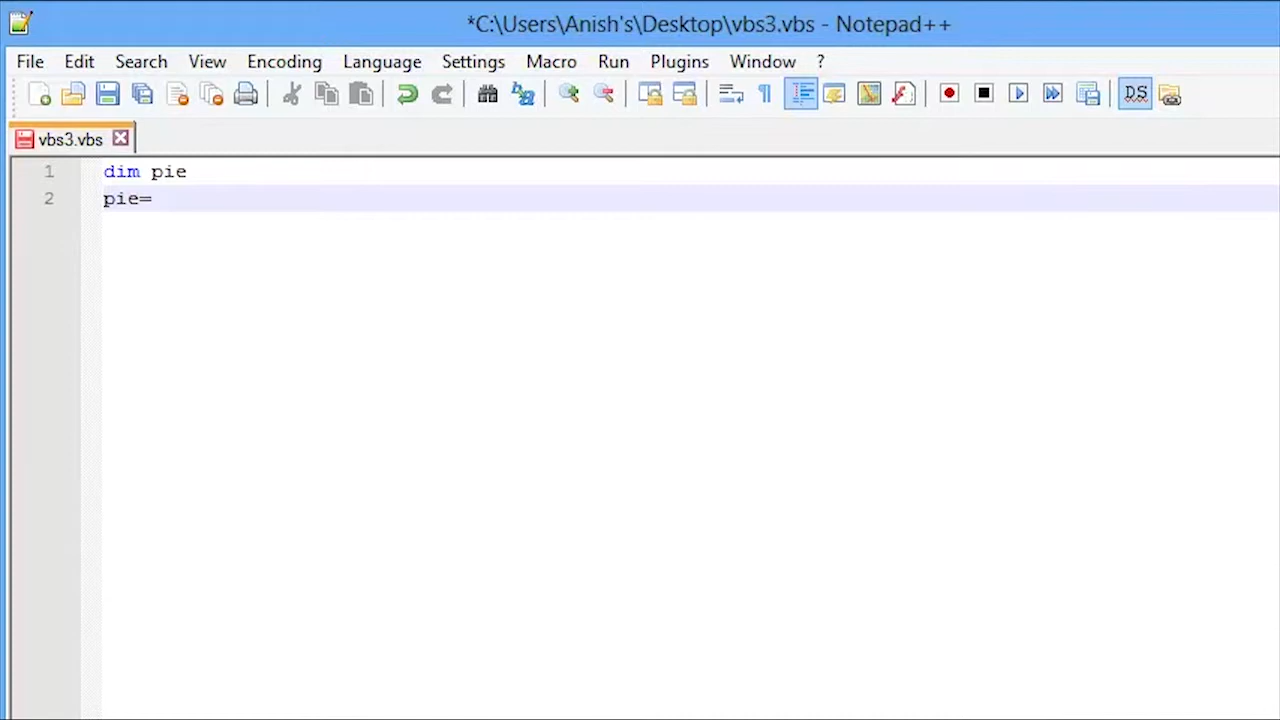 *C:\Users\Anish's\Desktop\vbs3.vbs - Notepad++
File Edit Search View Encoding Language Settings Macro Run Plugins Window ?
DS
vbs3.vbs
1 dim pie
2 pie=